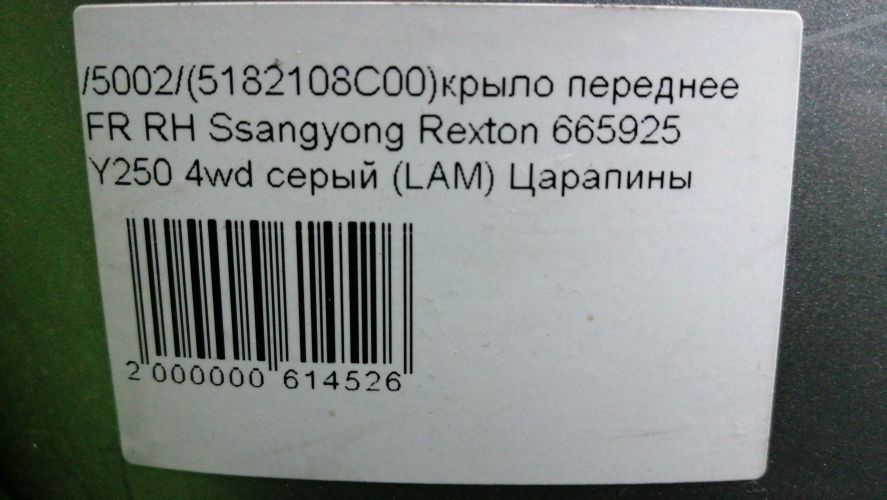 /5002/(5182108C00)крыло переднее
FR RH Ssangyong Rexton 665925
Y250 4wd серый (LAM) Царапины
2 000000 614526